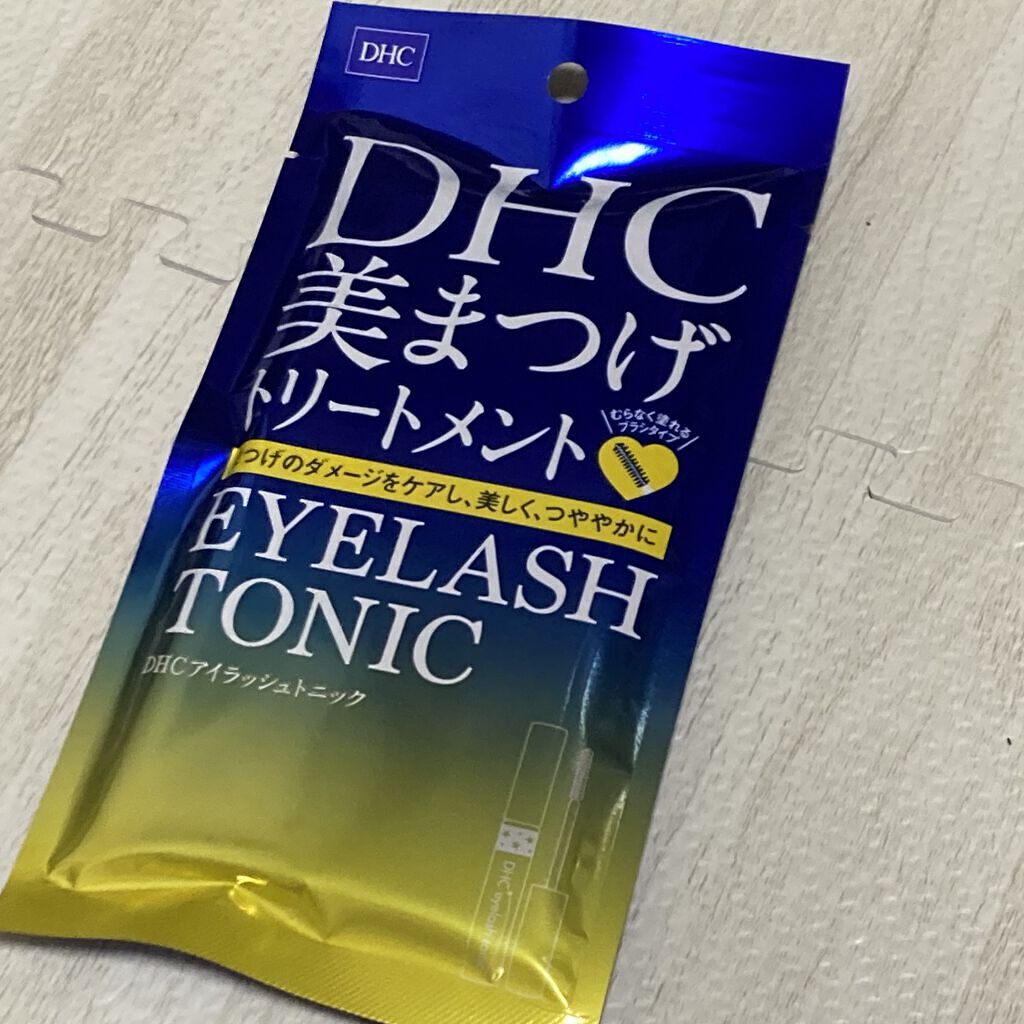 DHC
DHC
美まつげ
トリートメント
むらなく塗れる
ブラシタイプ
つげのダメージをケアし、美しく、つややかに
EYELASH
TONIC
DHCアイラッシュトニック
DHC eyelash